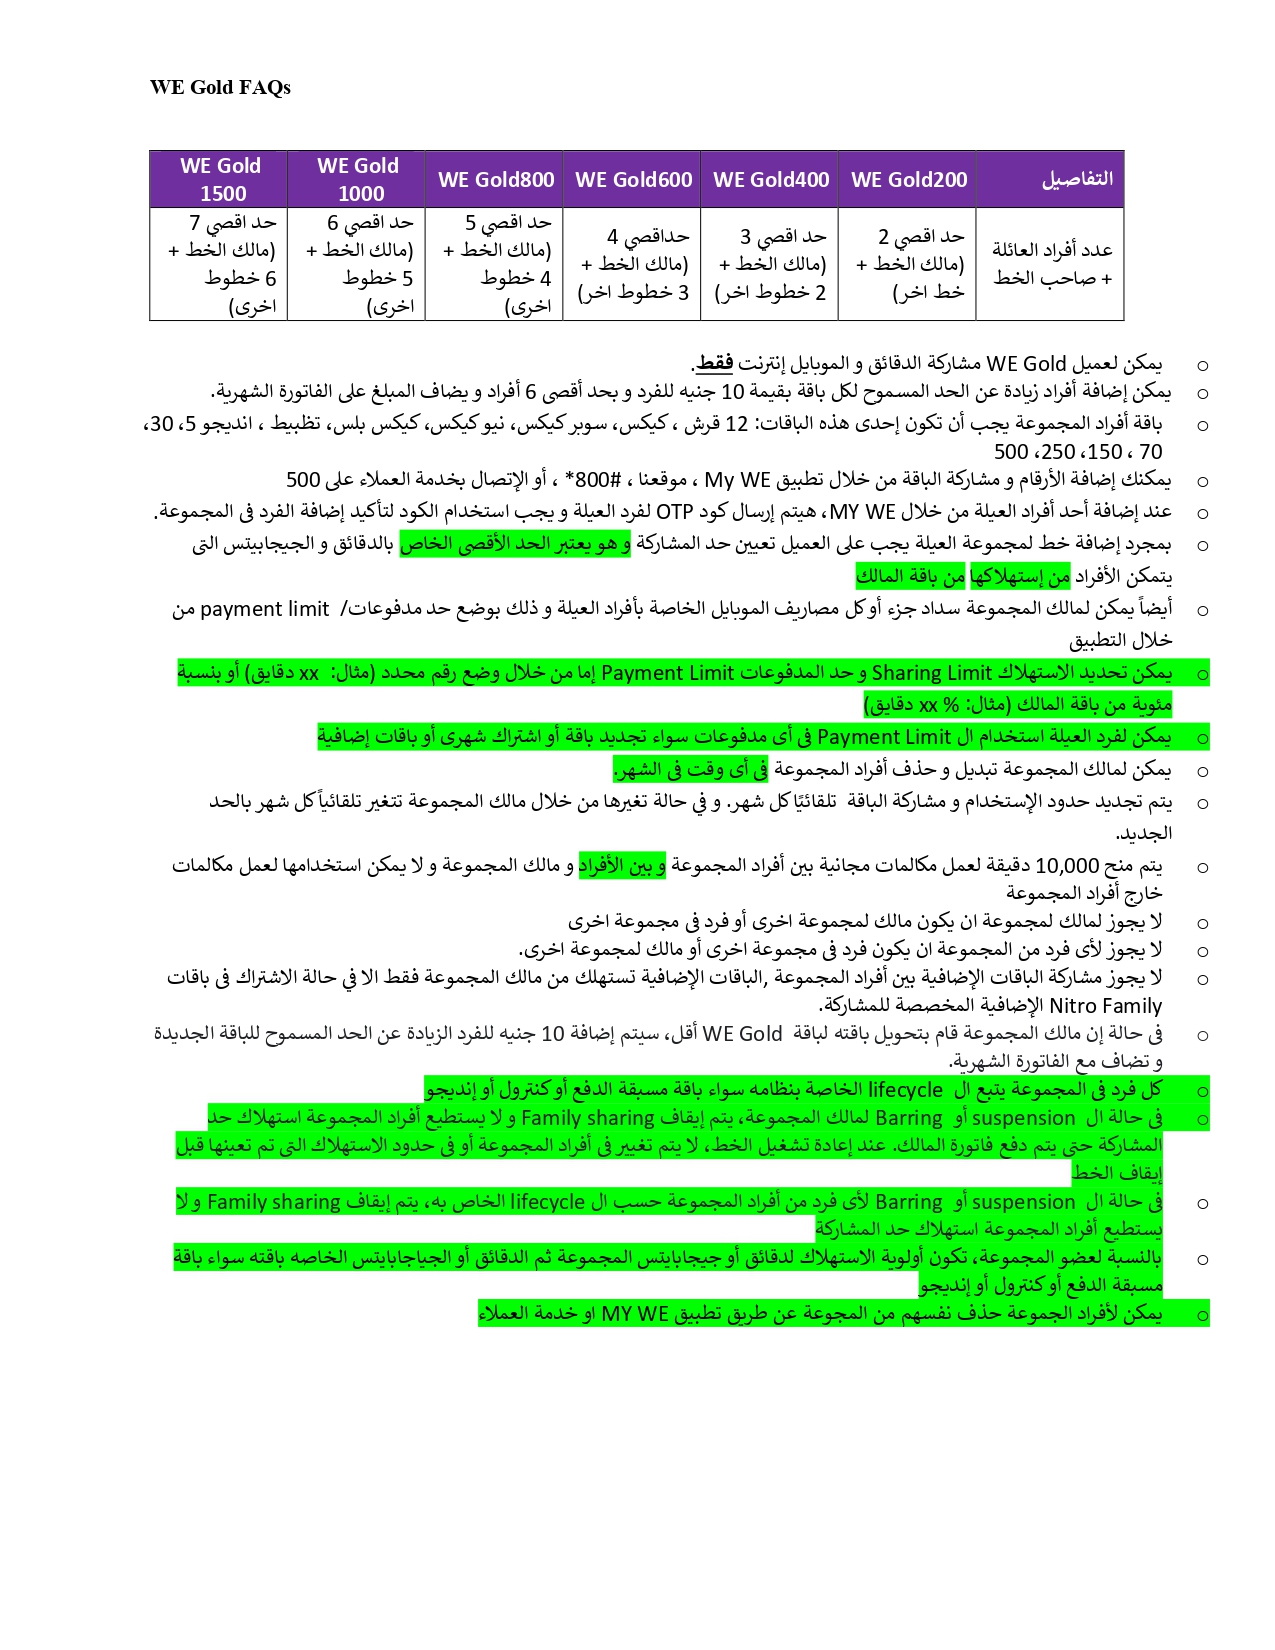 WE Gold FAQs
التفاصيل WE Gold200 WE Gold400 WE Gold600 WE Gold800 WE Gold 1000 WE Gold 1500
عدد أفراد العائلة + صاحب الخط
حد اقصي 2 (مالك الخط + خط اخر)
حد اقصي 3 (مالك الخط + 2 خطوط اخر)
حداقصي 4 (مالك الخط + 3 خطوط اخر)
حد اقصي 5 (مالك الخط + 4 خطوط اخرى)
حد اقصي 6 (مالك الخط + 5 خطوط اخرى)
حد اقصي 7 (مالك الخط + 6 خطوط اخرى)
o يمكن لعميل WE Gold مشاركة الدقائق و الموبايل إنترنت فقط.
o يمكن إضافة أفراد زيادة عن الحد المسموح لكل باقة بقيمة 10 جنيه للفرد و بحد أقصى 6 أفراد و يضاف المبلغ على الفاتورة الشهرية.
o باقة أفراد المجموعة يجب أن تكون إحدى هذه الباقات: 12 قرش ، كيكس، سوبر كيكس، نيو كيكس، كيكس بلس، تظبيط ، انديجو 5، 30،
70 ، 150، 250، 500
o يمكنك إضافة الأرقام و مشاركة الباقة من خلال تطبيق My WE ، موقعنا ، #800* ، أو الإتصال بخدمة العملاء على 500
o عند إضافة أحد أفراد العيلة من خلال MY WE، هيتم إرسال كود OTP لفرد العيلة و يجب استخدام الكود لتأكيد إضافة الفرد فى المجموعة.
o بمجرد إضافة خط لمجموعة العيلة يجب على العميل تعيين حد المشاركة و هو يعتبر الحد الأقصى الخاص بالدقائق و الجيجابيتس التى
يتمكن الأفراد من إستهلاكها من باقة المالك
o أيضاً يمكن لمالك المجموعة سداد جزء أو كل مصاريف الموبايل الخاصة بأفراد العيلة و ذلك بوضع حد مدفوعات/ payment limit من
خلال التطبيق
o يمكن تحديد الاستهلاك Sharing Limit و حد المدفوعات Payment Limit إما من خلال وضع رقم محدد (مثال: xx دقايق) أو بنسبة
مئوية من باقة المالك (مثال: % xx دقايق)
o يمكن لفرد العيلة استخدام ال Payment Limit فى أى مدفوعات سواء تجديد باقة أو اشتراك شهرى أو باقات إضافية
o يمكن لمالك المجموعة تبديل و حذف أفراد المجموعة فى أى وقت فى الشهر.
o يتم تجديد حدود الإستخدام و مشاركة الباقة تلقائيًا كل شهر. و في حالة تغيرها من خلال مالك المجموعة تتغير تلقائياً كل شهر بالحد
الجديد.
o يتم منح 10,000 دقيقة لعمل مكالمات مجانية بين أفراد المجموعة و بين الأفراد و مالك المجموعة و لا يمكن استخدامها لعمل مكالمات
خارج أفراد المجموعة
o لا يجوز لمالك لمجموعة ان يكون مالك لمجموعة اخرى أو فرد فى مجموعة اخرى
o لا يجوز لأى فرد من المجموعة ان يكون فرد فى مجموعة اخرى أو مالك لمجموعة اخرى.
o لا يجوز مشاركة الباقات الإضافية بين أفراد المجموعة ,الباقات الإضافية تستهلك من مالك المجموعة فقط الا في حالة الاشتراك فى باقات
Nitro Family الإضافية المخصصة للمشاركة.
o فى حالة إن مالك المجموعة قام بتحويل باقته لباقة WE Gold أقل، سيتم إضافة 10 جنيه للفرد الزيادة عن الحد المسموح للباقة الجديدة
و تضاف مع الفاتورة الشهرية.
o كل فرد فى المجموعة يتبع ال lifecycle الخاصة بنظامه سواء باقة مسبقة الدفع أو كنترول أو إنديجو
o فى حالة ال suspension أو Barring لمالك المجموعة، يتم إيقاف Family sharing و لا يستطيع أفراد المجموعة استهلاك حد
المشاركة حتى يتم دفع فاتورة المالك. عند إعادة تشغيل الخط، لا يتم تغيير فى أفراد المجموعة أو فى حدود الاستهلاك التى تم تعينها قبل
إيقاف الخط
o فى حالة ال suspension أو Barring لأى فرد من أفراد المجموعة حسب ال lifecycle الخاص به، يتم إيقاف Family sharing و لا
يستطيع أفراد المجموعة استهلاك حد المشاركة
o بالنسبة لعضو المجموعة، تكون أولوية الاستهلاك لدقائق أو جيجابايتس المجموعة ثم الدقائق أو الجياجابايتس الخاصه باقته سواء باقة
مسبقة الدفع أو كنترول أو إنديجو
o يمكن لأفراد الجموعة حذف نفسهم من المجوعة عن طريق تطبيق MY WE او خدمة العملاء